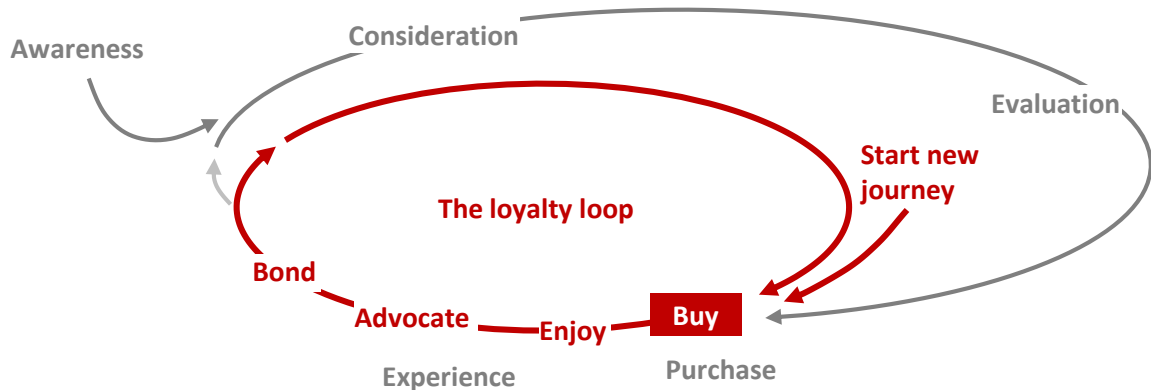 Consideration
Awareness
Evaluation
Start new
journey
The loyalty loop
Bond
Advocate
Enjoy
Buy
Experience
Purchase